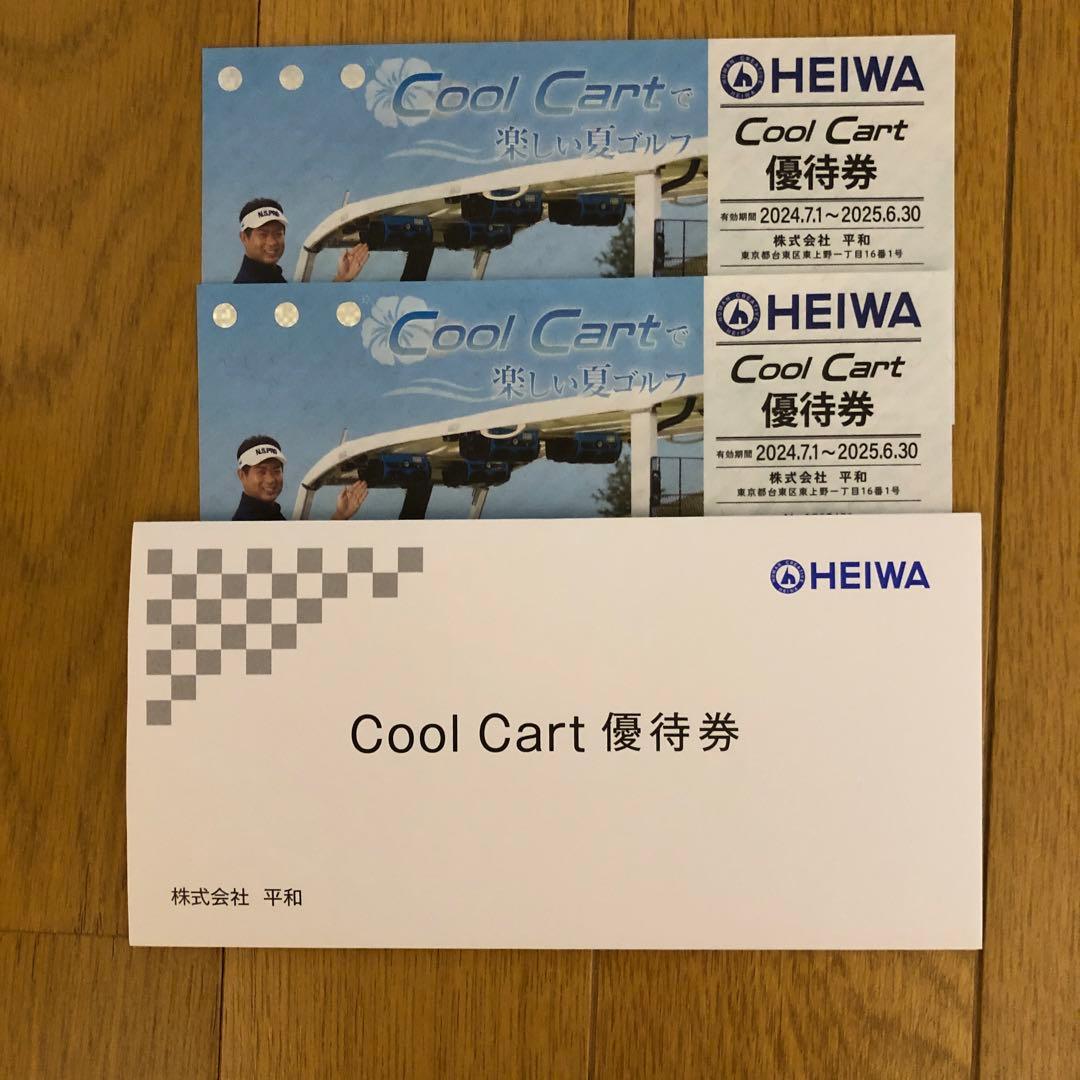 Cool Cartで
楽しい夏ゴルフ
N.S.PRO
HEIWA
Cool Cart
優待券
有効期間 2024.7.1～2025.6.30
株式会社 平和
東京都台東区東上野一丁目16番1号
Cool Cartで
楽しい夏ゴルフ
N.S.PRO
HEIWA
Cool Cart
優待券
有効期間 2024.7.1～2025.6.30
株式会社 平和
東京都台東区東上野一丁目16番1号
HEIWA
Cool Cart 優待券
株式会社 平和